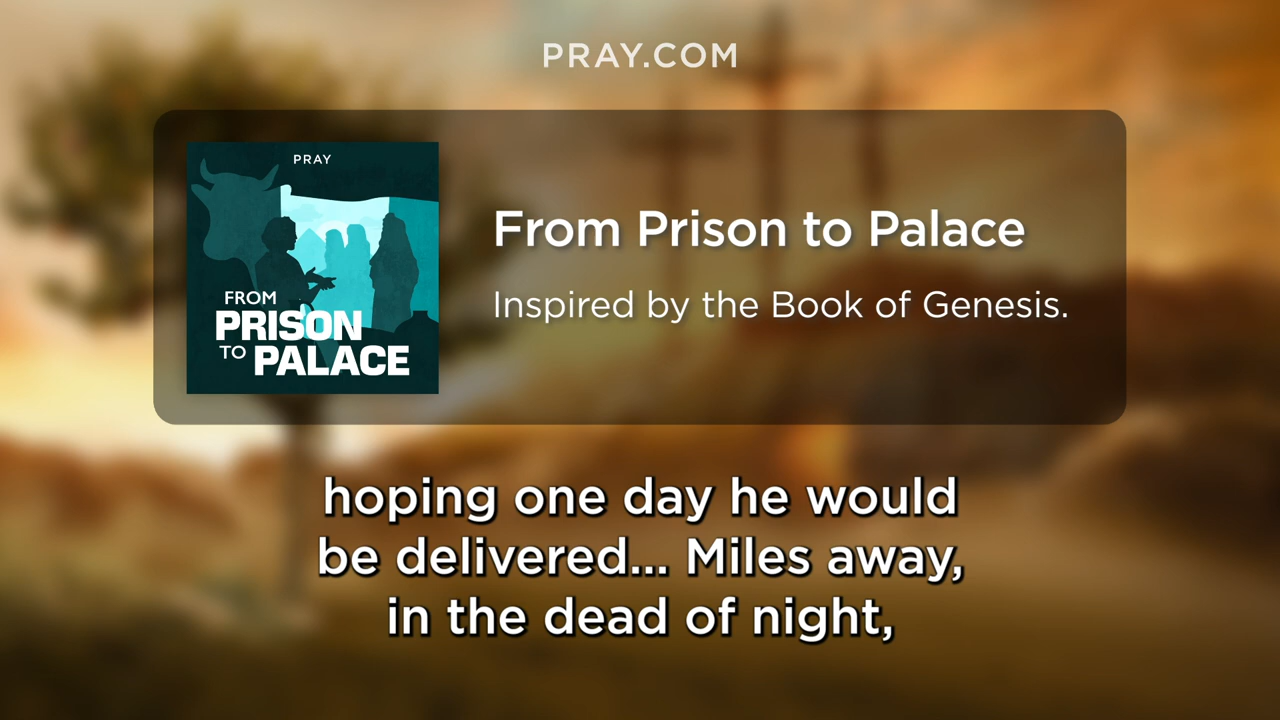 PRAY.COM
PRAY
FROM
PRISON
TO PALACE
From Prison to Palace
Inspired by the Book of Genesis.
hoping one day he would
be delivered... Miles away,
in the dead of night,